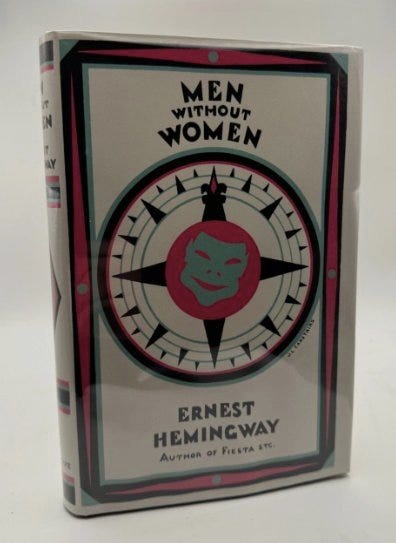 MEN
WITHOUT
WOMEN
ERNEST
HEMINGWAY
AUTHOR OF FIESTA ETC.